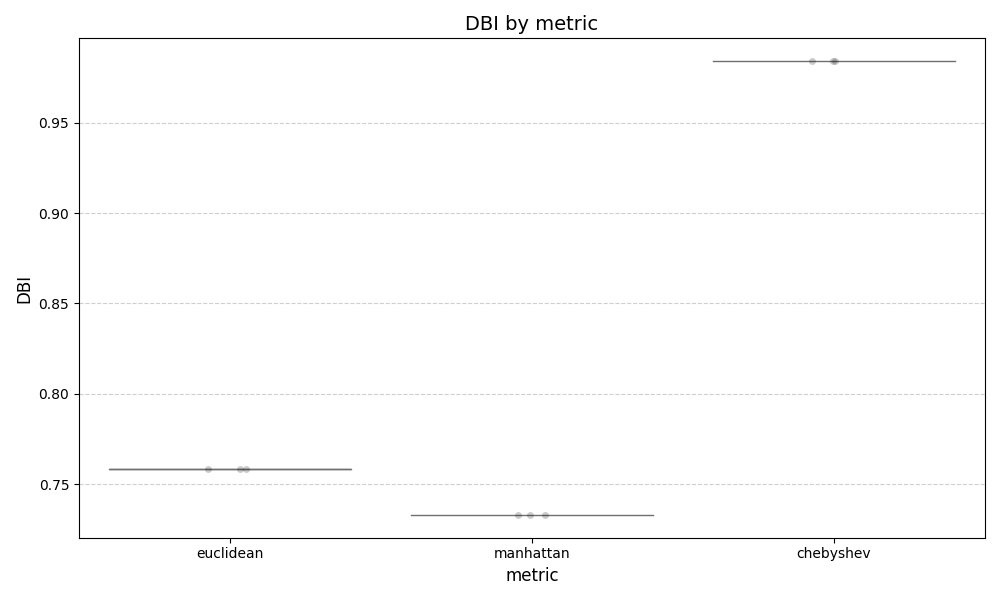 DBI by metric
DBI
0.95
0.90
0.85
0.80
0.75
euclidean
manhattan
chebyshev
metric